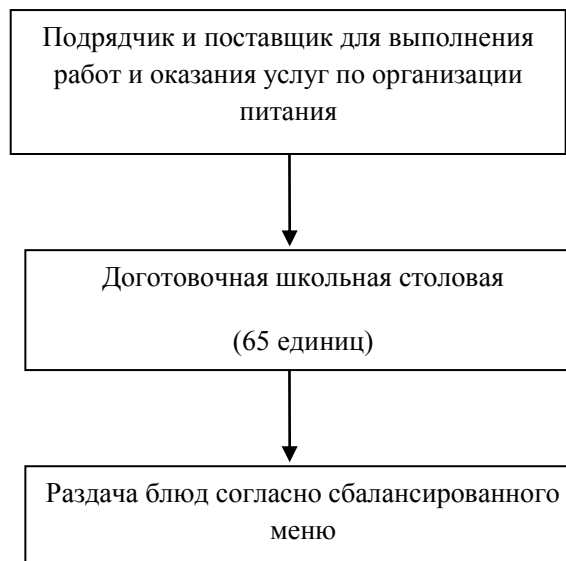 Подрядчик и поставщик для выполнения
работ и оказания услуг по организации
питания
Доготовочная школьная столовая
(65 единиц)
Раздача блюд согласно сбалансированного
меню